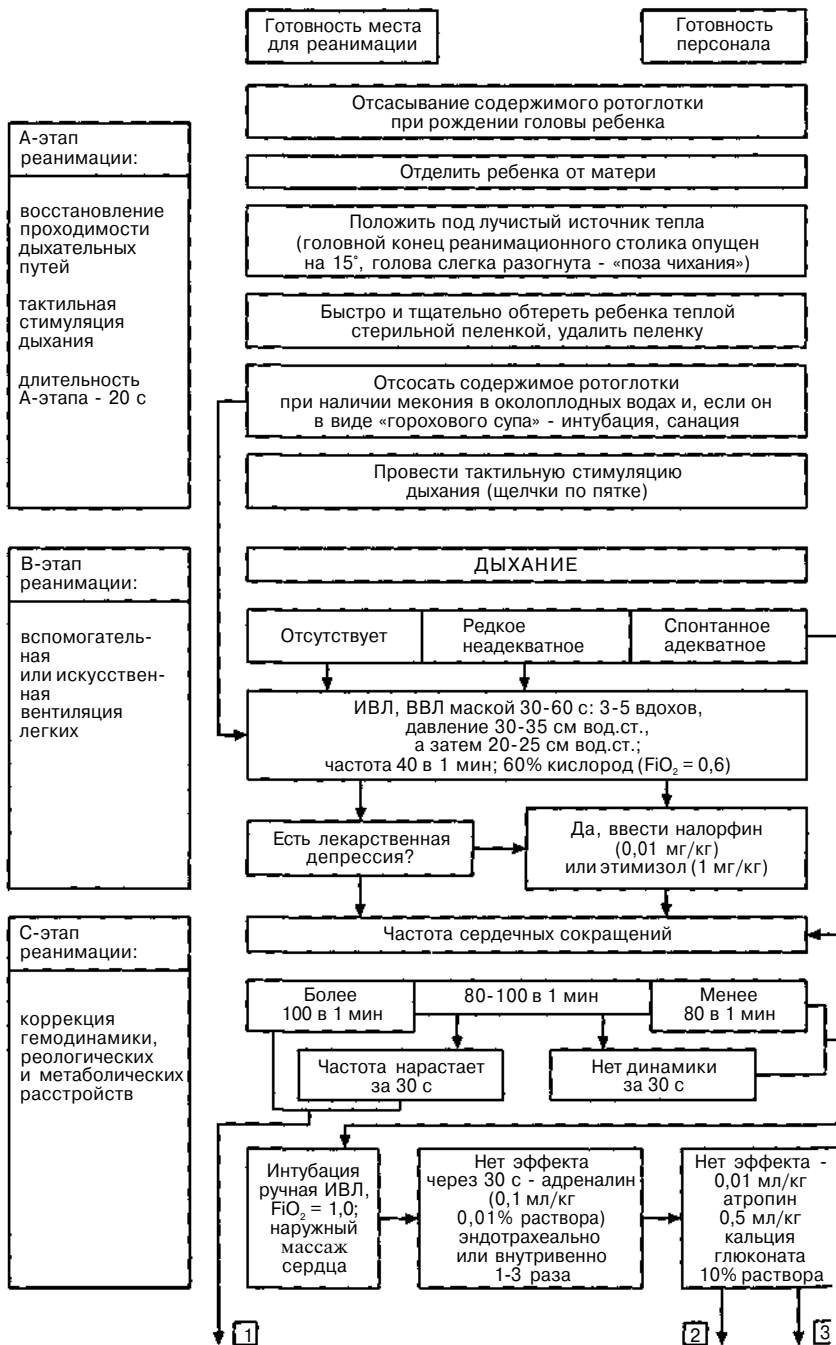 Готовность места
для реанимации
Готовность
персонала
Отсасывание содержимого ротоглотки
при рождении головы ребенка
А-этап
реанимации:
восстановление
проходимости
дыхательных
путей
тактильная
стимуляция
дыхания
длительность
А-этапа - 20 с
Отделить ребенка от матери
Положить под лучистый источник тепла
(головной конец реанимационного столика опущен
на 15°, голова слегка разогнута - «поза чихания»)
Быстро и тщательно обтереть ребенка теплой
стерильной пеленкой, удалить пеленку
Отсосать содержимое ротоглотки
при наличии мекония в околоплодных водах и, если он
в виде «горохового супа» - интубация, санация
Провести тактильную стимуляцию
дыхания (щелчки по пятке)
В-этап
реанимации:
вспомогатель-
ная
или искусствен-
ная
вентиляция
легких
ДЫХАНИЕ
Отсутствует
Редкое
неадекватное
Спонтанное
адекватное
ИВЛ, ВВЛ маской 30-60 с: 3-5 вдохов,
давление 30-35 см вод.ст.,
а затем 20-25 см вод.ст.;
частота 40 в 1 мин; 60% кислород (FiO₂ = 0,6)
Есть лекарственная
депрессия?
Да, ввести налорфин
(0,01 мг/кг)
или этимизол (1 мг/кг)
С-этап
реанимации:
коррекция
гемодинамики,
реологических
и метаболических
расстройств
Частота сердечных сокращений
Более
100 в 1 мин
80-100 в 1 мин
Менее
80 в 1 мин
Частота нарастает
за 30 с
Нет динамики
за 30 с
Интубация
ручная ИВЛ,
FiO₂ = 1,0;
наружный
массаж
сердца
Нет эффекта
через 30 с - адреналин
(0,1 мл/кг
0,01% раствора)
эндотрахеально
или внутривенно
1-3 раза
Нет эффекта -
0,01 мл/кг
атропин
0,5 мл/кг
кальция
глюконата
10% раствора
1
2
3